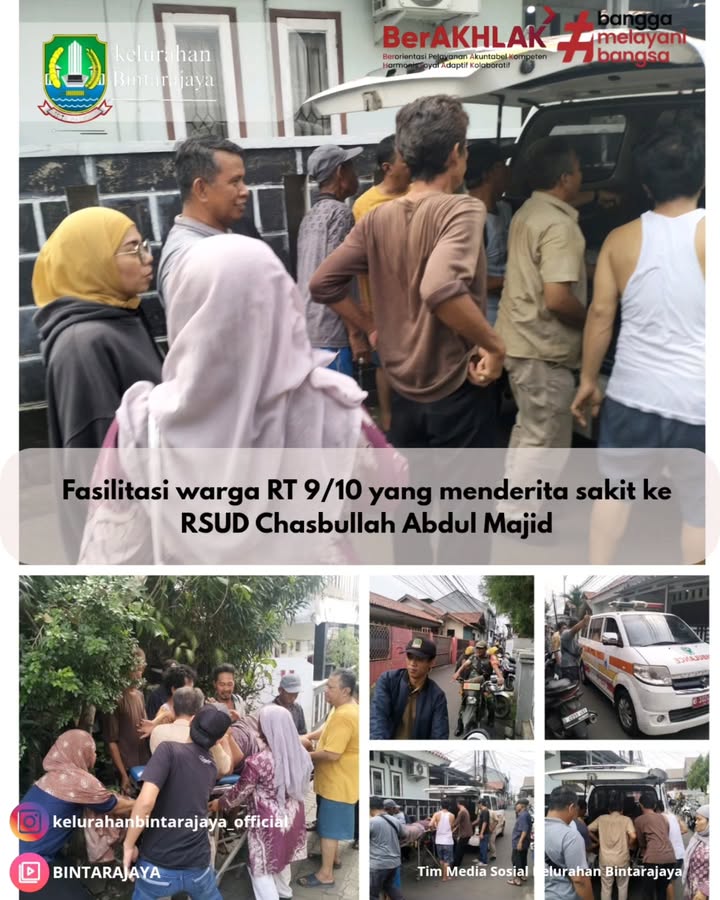 kelurahan
Bintarajaya
BerAKHLAK
Berorientasi Pelayanan Akuntabel Kompeten
Harmonis Loyal Adaptif Kolaboratif
#bangga
melayani
bangsa
Fasilitasi warga RT 9/10 yang menderita sakit ke
RSUD Chasbullah Abdul Majid
kelurahanbintarajaya_official
BINTARAJAYA
Tim Media Sosial Kelurahan Bintarajaya